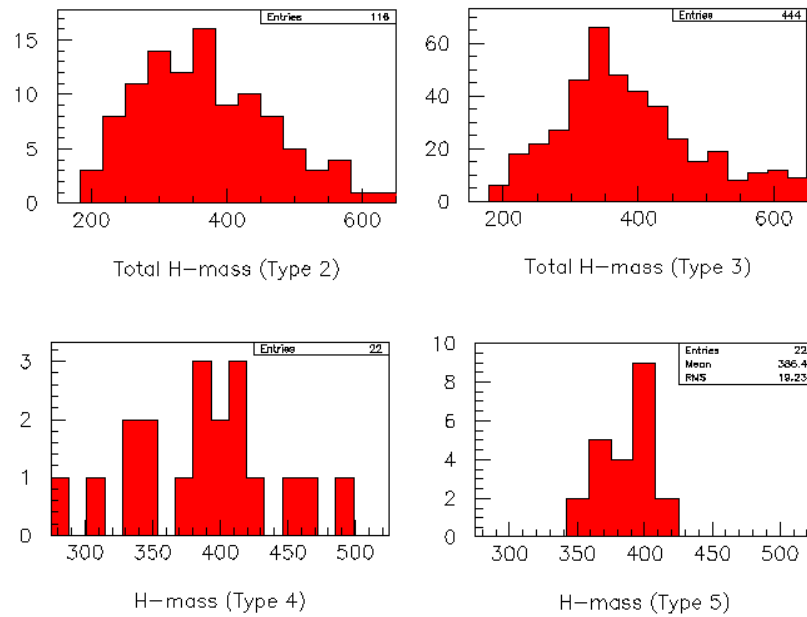 Entries 116
15
10
5
0
200 400 600
Total H-mass (Type 2)
Entries 444
60
40
20
0
200 400 600
Total H-mass (Type 3)
Entries 22
3
2
1
0
300 350 400 450 500
H-mass (Type 4)
Entries 22
Mean 386.4
RMS 19.23
10
8
6
4
2
0
300 350 400 450 500
H-mass (Type 5)